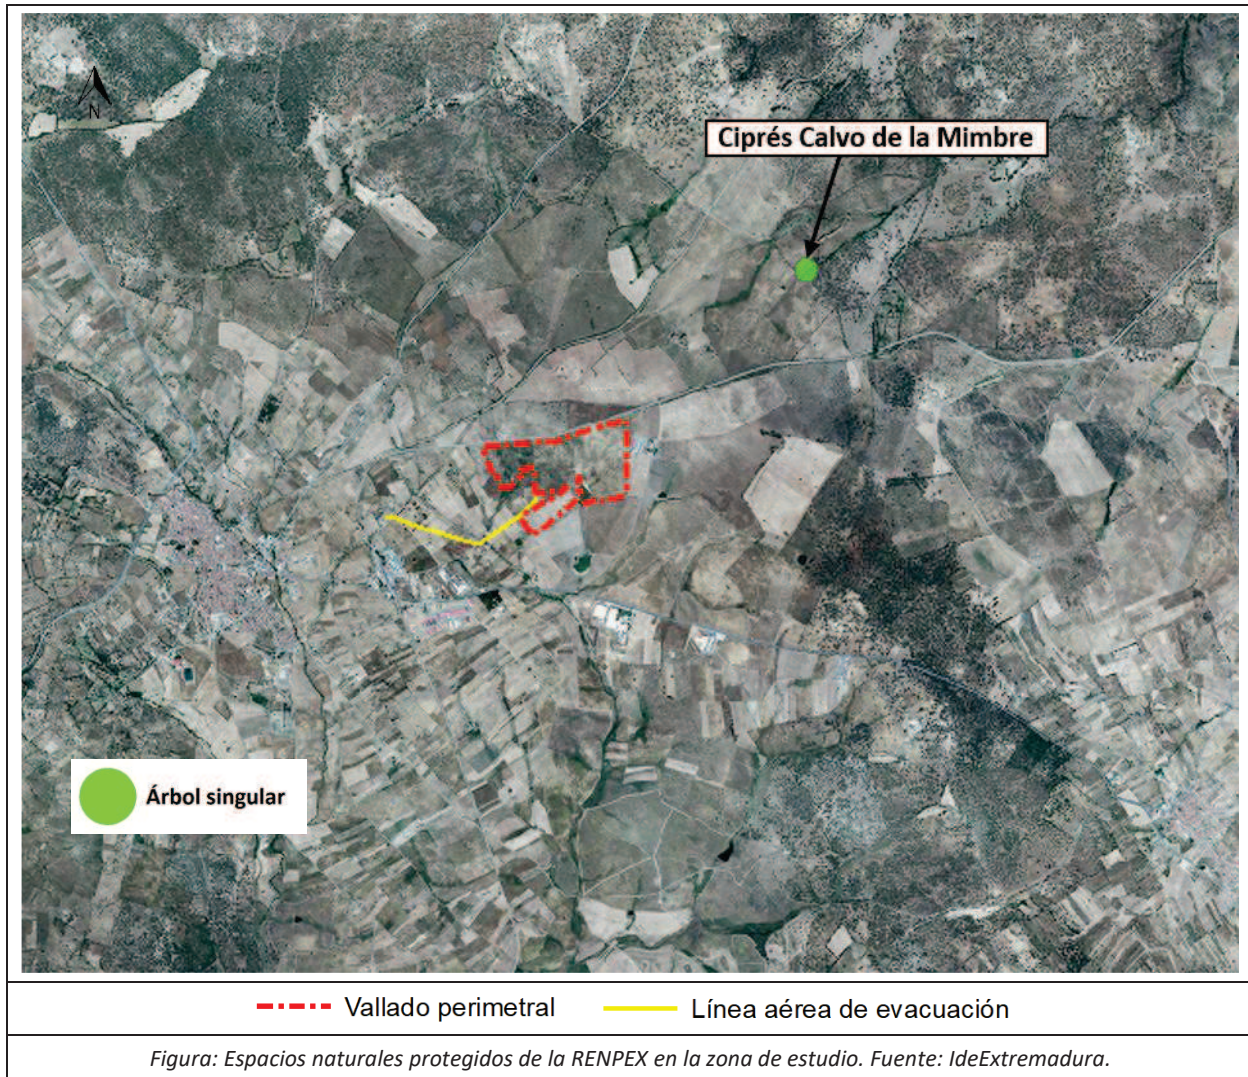 N
Ciprés Calvo de la Mimbre
Árbol singular
Vallado perimetral
Línea aérea de evacuación
Figura: Espacios naturales protegidos de la RENPEX en la zona de estudio. Fuente: IdeExtremadura.